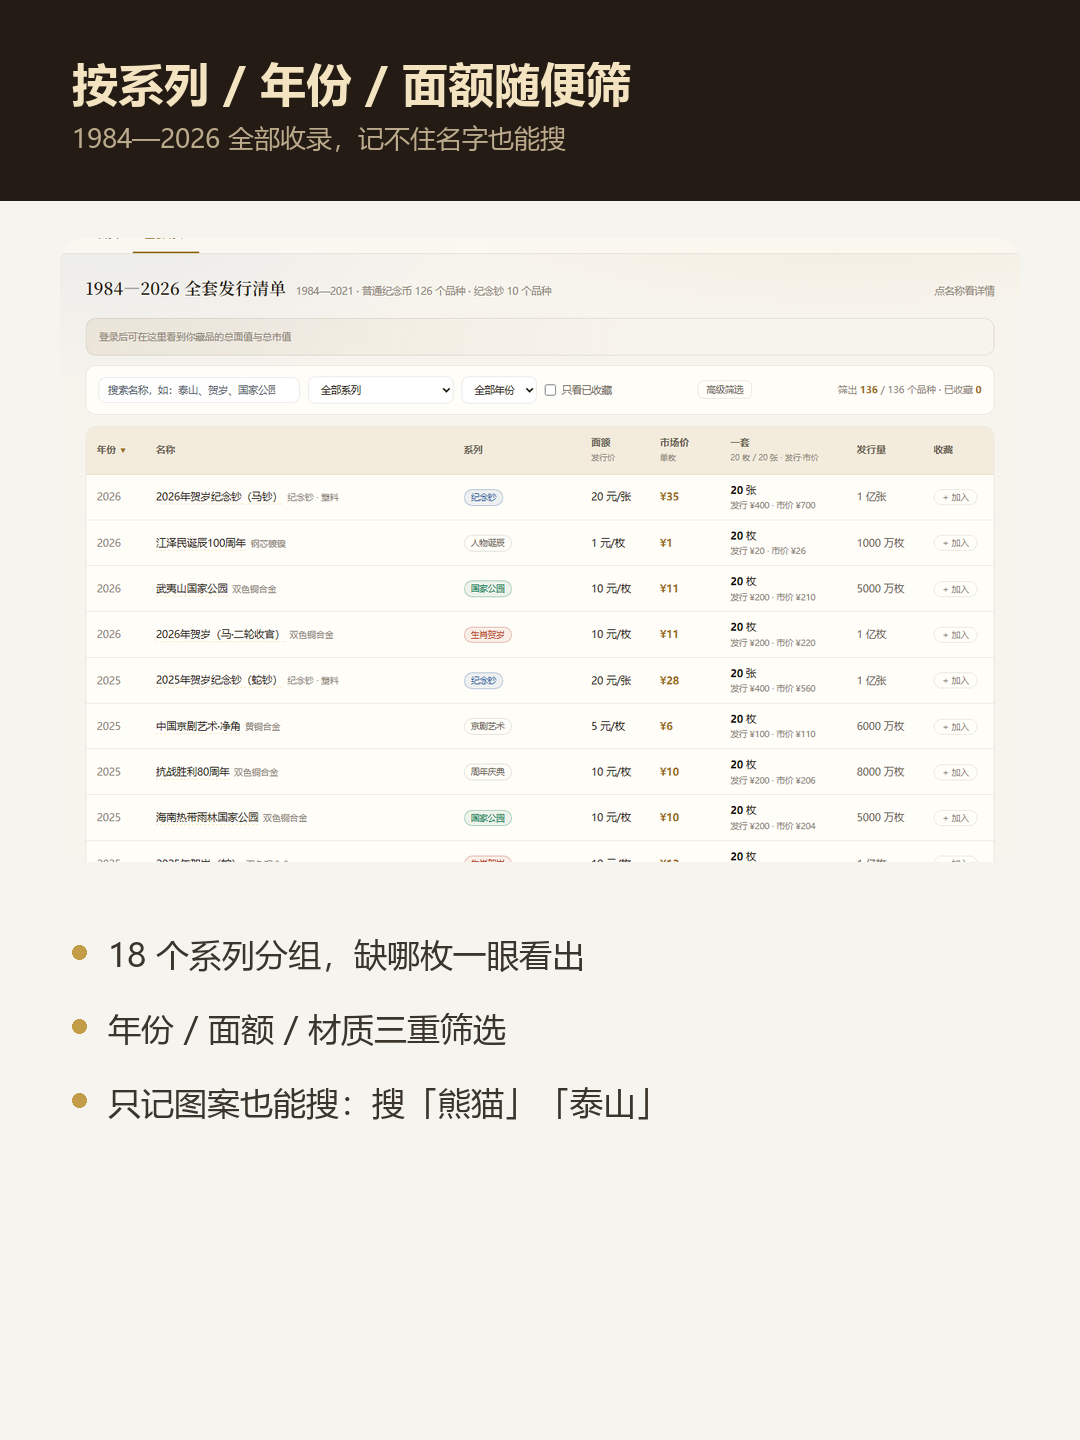 按系列 / 年份 / 面额随便筛
1984—2026 全部收录，记不住名字也能搜
1984—2026 全套发行清单 1984—2021 · 普通纪念币 126 个品种 · 纪念钞 10 个品种 点名称看详情
登录后可在这里看到你藏品的总面值与总市值
搜索名称，如：泰山、贺岁、国家公园 全部系列 全部年份 只看已收藏 高级筛选 筛出 136 / 136 个品种 · 已收藏 0
年份 ▼ 名称 系列 面额 市场价 一套 发行量 收藏
发行价 单枚 20 枚 / 20 张 · 发行·市价
2026 2026年贺岁纪念钞（马钞） 纪念钞 · 塑料 纪念钞 20 元/张 ¥35 20 张 1 亿张 + 加入
发行 ¥400 · 市价 ¥700
2026 江泽民诞辰100周年 钢芯镀镍 人物诞辰 1 元/枚 ¥1 20 枚 1000 万枚 + 加入
发行 ¥20 · 市价 ¥26
2026 武夷山国家公园 双色铜合金 国家公园 10 元/枚 ¥11 20 枚 5000 万枚 + 加入
发行 ¥200 · 市价 ¥210
2026 2026年贺岁（马·二轮收官） 双色铜合金 生肖贺岁 10 元/枚 ¥11 20 枚 1 亿枚 + 加入
发行 ¥200 · 市价 ¥220
2025 2025年贺岁纪念钞（蛇钞） 纪念钞 · 塑料 纪念钞 20 元/张 ¥28 20 张 1 亿张 + 加入
发行 ¥400 · 市价 ¥560
2025 中国京剧艺术·净角 黄铜合金 京剧艺术 5 元/枚 ¥6 20 枚 6000 万枚 + 加入
发行 ¥100 · 市价 ¥110
2025 抗战胜利80周年 双色铜合金 周年庆典 10 元/枚 ¥10 20 枚 8000 万枚 + 加入
发行 ¥200 · 市价 ¥206
2025 海南热带雨林国家公园 双色铜合金 国家公园 10 元/枚 ¥10 20 枚 5000 万枚 + 加入
发行 ¥200 · 市价 ¥204
20 枚
18 个系列分组，缺哪枚一眼看出
年份 / 面额 / 材质三重筛选
只记图案也能搜：搜「熊猫」「泰山」